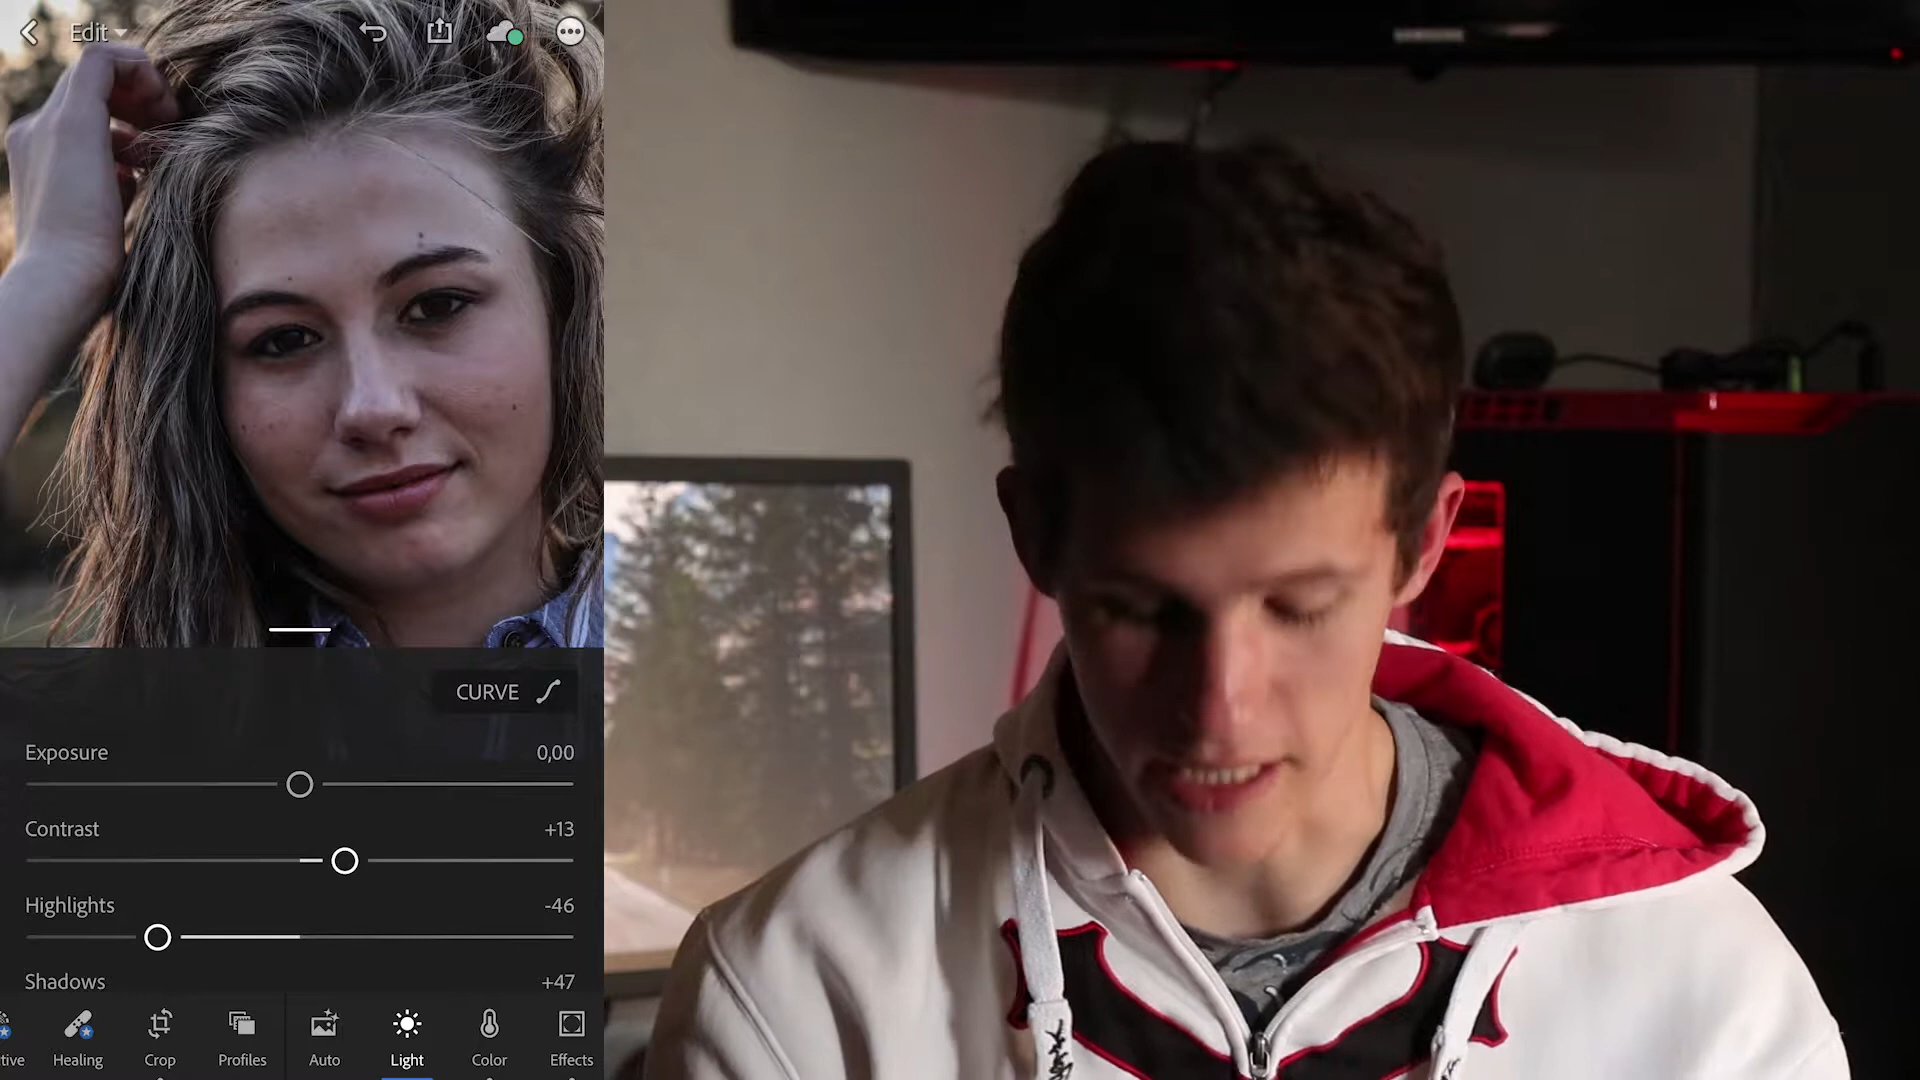 Edit
CURVE
Exposure 0,00
Contrast +13
Highlights -46
Shadows +47
tive Healing Crop Profiles Auto Light Color Effects